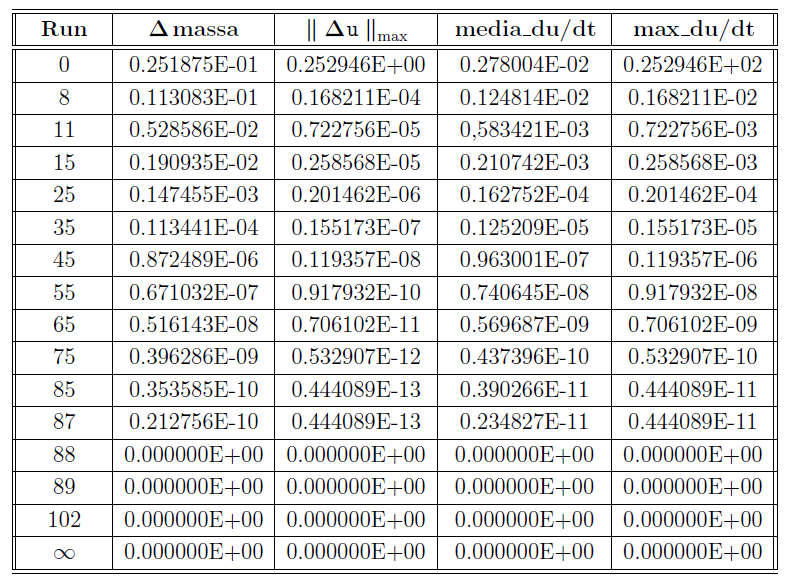 Run Δ massa ‖ Δu ‖max media_du/dt max_du/dt
0 0.251875E-01 0.252946E+00 0.278004E-02 0.252946E+02
8 0.113083E-01 0.168211E-04 0.124814E-02 0.168211E-02
11 0.528586E-02 0.722756E-05 0,583421E-03 0.722756E-03
15 0.190935E-02 0.258568E-05 0.210742E-03 0.258568E-03
25 0.147455E-03 0.201462E-06 0.162752E-04 0.201462E-04
35 0.113441E-04 0.155173E-07 0.125209E-05 0.155173E-05
45 0.872489E-06 0.119357E-08 0.963001E-07 0.119357E-06
55 0.671032E-07 0.917932E-10 0.740645E-08 0.917932E-08
65 0.516143E-08 0.706102E-11 0.569687E-09 0.706102E-09
75 0.396286E-09 0.532907E-12 0.437396E-10 0.532907E-10
85 0.353585E-10 0.444089E-13 0.390266E-11 0.444089E-11
87 0.212756E-10 0.444089E-13 0.234827E-11 0.444089E-11
88 0.000000E+00 0.000000E+00 0.000000E+00 0.000000E+00
89 0.000000E+00 0.000000E+00 0.000000E+00 0.000000E+00
102 0.000000E+00 0.000000E+00 0.000000E+00 0.000000E+00
∞ 0.000000E+00 0.000000E+00 0.000000E+00 0.000000E+00